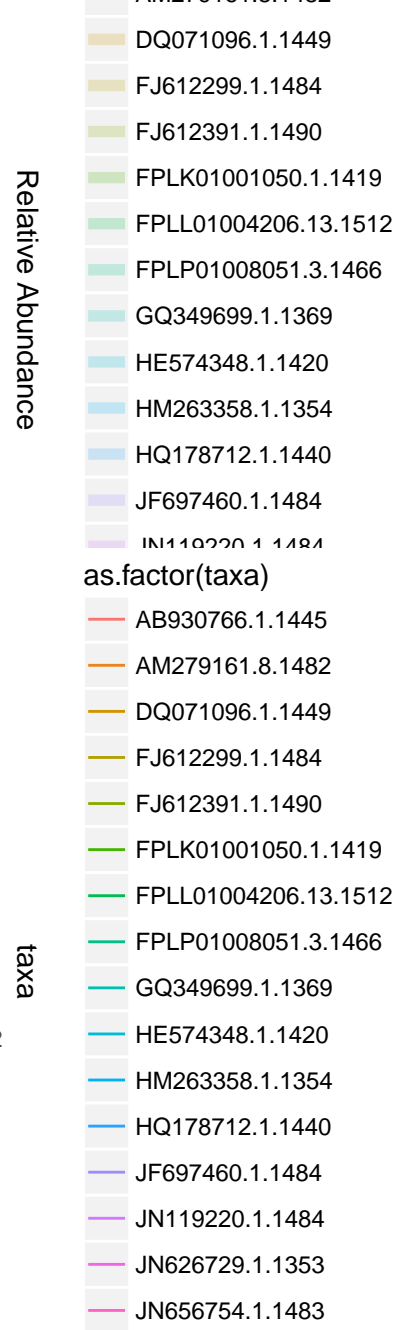 DQ071096.1.1449
FJ612299.1.1484
FJ612391.1.1490
FPLK01001050.1.1419
FPLL01004206.13.1512
FPLP01008051.3.1466
GQ349699.1.1369
HE574348.1.1420
HM263358.1.1354
HQ178712.1.1440
JF697460.1.1484
JN119220.1.1484
Relative Abundance
as.factor(taxa)
AB930766.1.1445
AM279161.8.1482
DQ071096.1.1449
FJ612299.1.1484
FJ612391.1.1490
FPLK01001050.1.1419
FPLL01004206.13.1512
FPLP01008051.3.1466
GQ349699.1.1369
HE574348.1.1420
HM263358.1.1354
HQ178712.1.1440
JF697460.1.1484
JN119220.1.1484
JN626729.1.1353
JN656754.1.1483
taxa